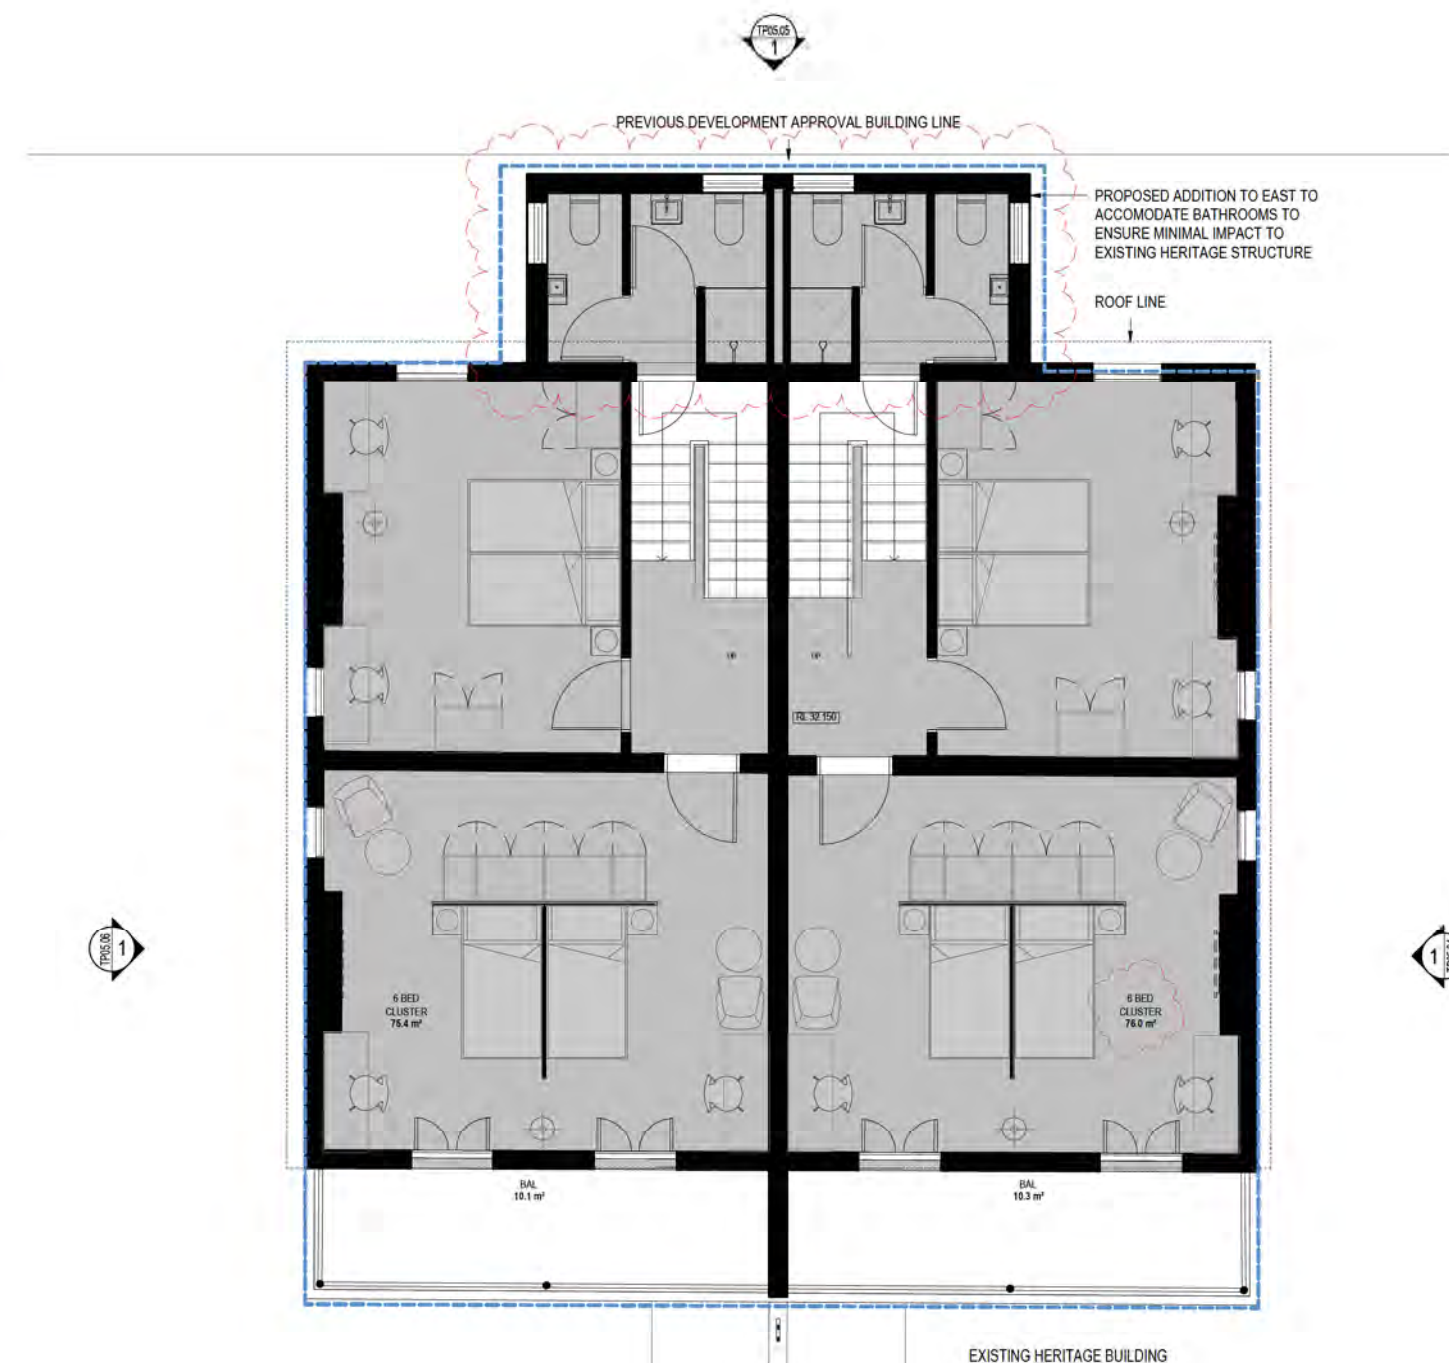 TP05.05
1
PREVIOUS DEVELOPMENT APPROVAL BUILDING LINE
PROPOSED ADDITION TO EAST TO
ACCOMODATE BATHROOMS TO
ENSURE MINIMAL IMPACT TO
EXISTING HERITAGE STRUCTURE
ROOF LINE
UP
UP
RL 32.150
TP05.06
1
1
6 BED
CLUSTER
75.4 m²
6 BED
CLUSTER
76.0 m²
BAL
10.1 m²
BAL
10.3 m²
EXISTING HERITAGE BUILDING